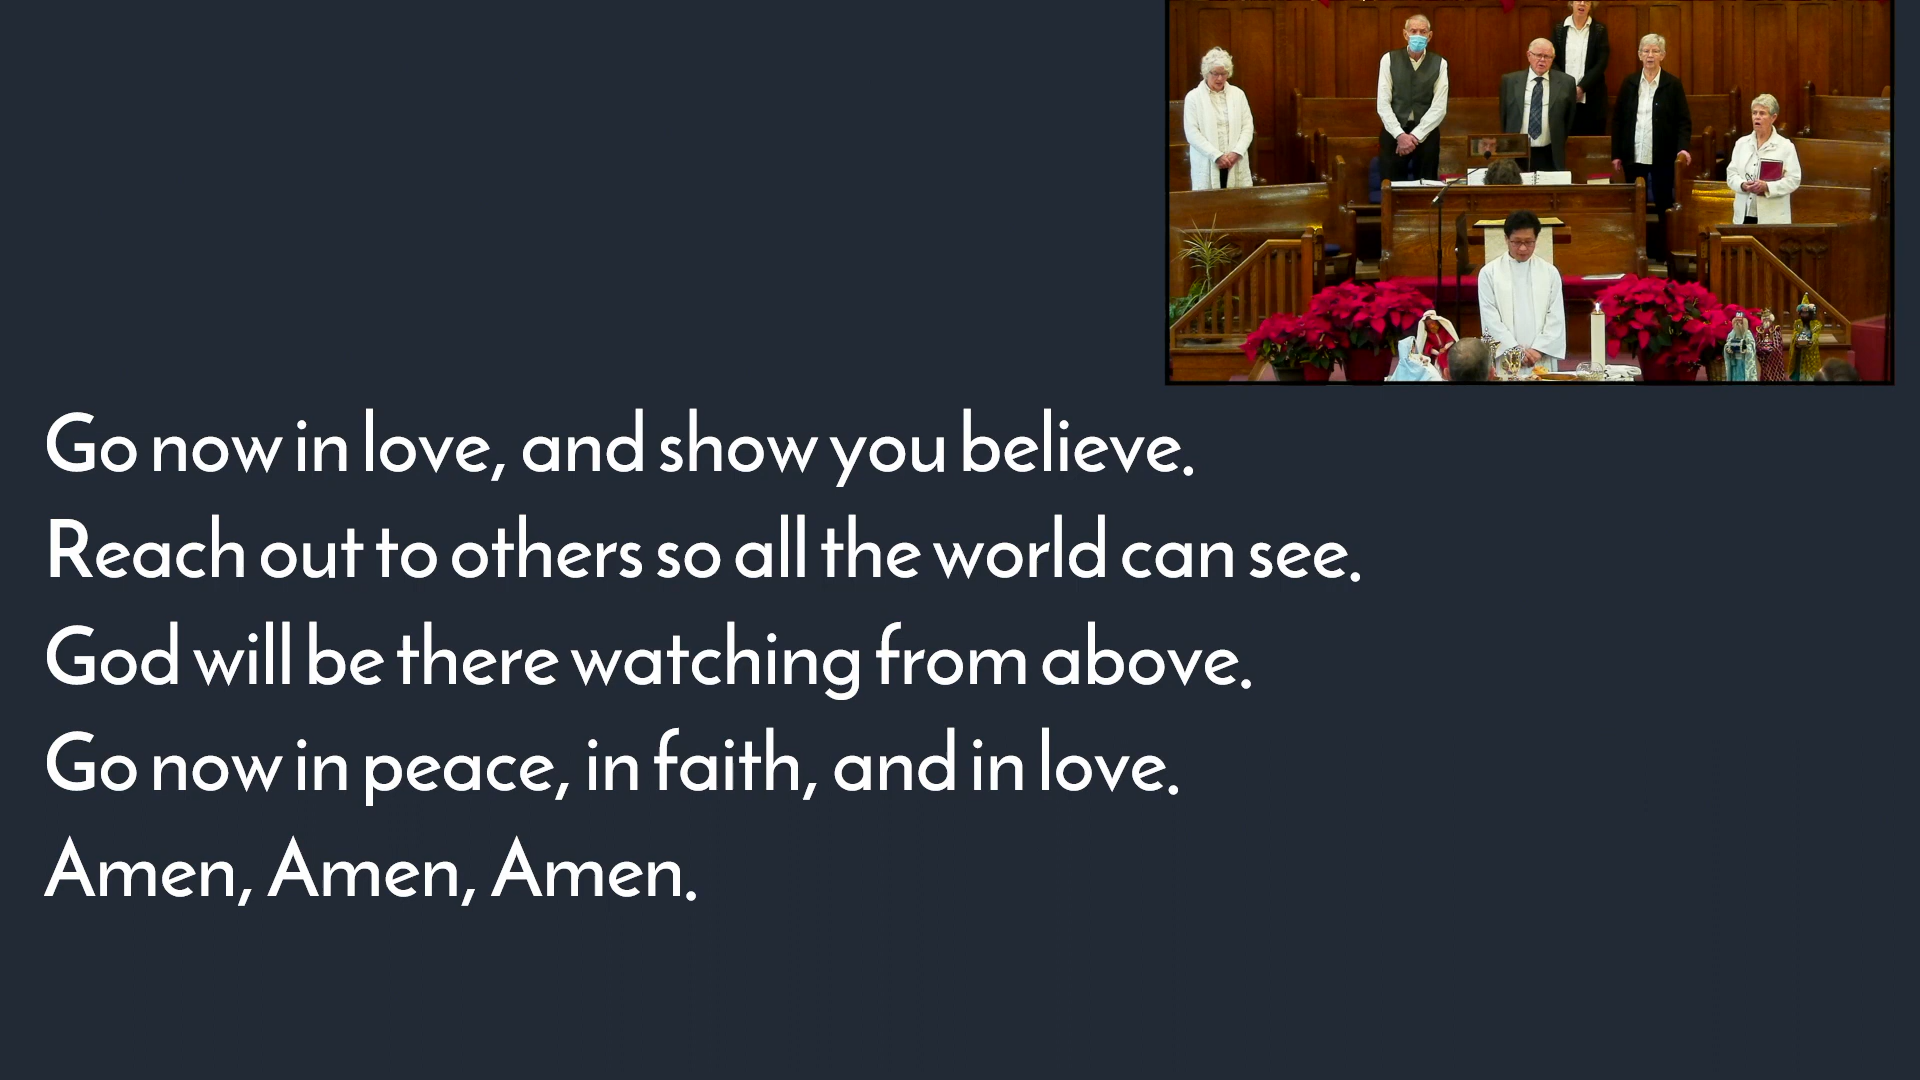 Go now in love, and show you believe.
Reach out to others so all the world can see.
God will be there watching from above.
Go now in peace, in faith, and in love.
Amen, Amen, Amen.